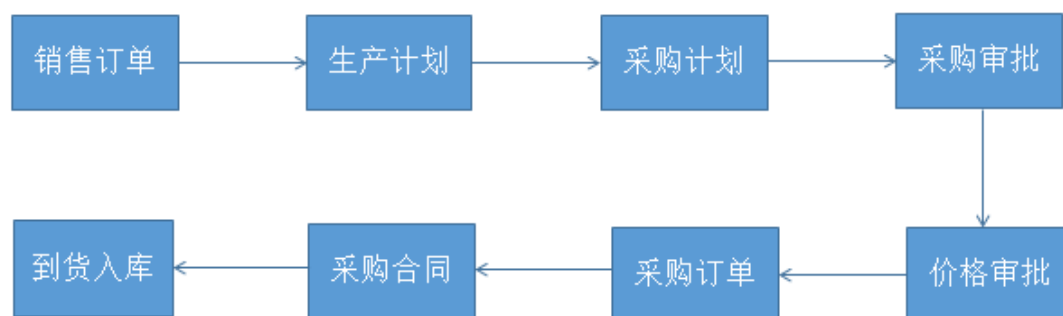 销售订单
生产计划
采购计划
采购审批
价格审批
采购订单
采购合同
到货入库